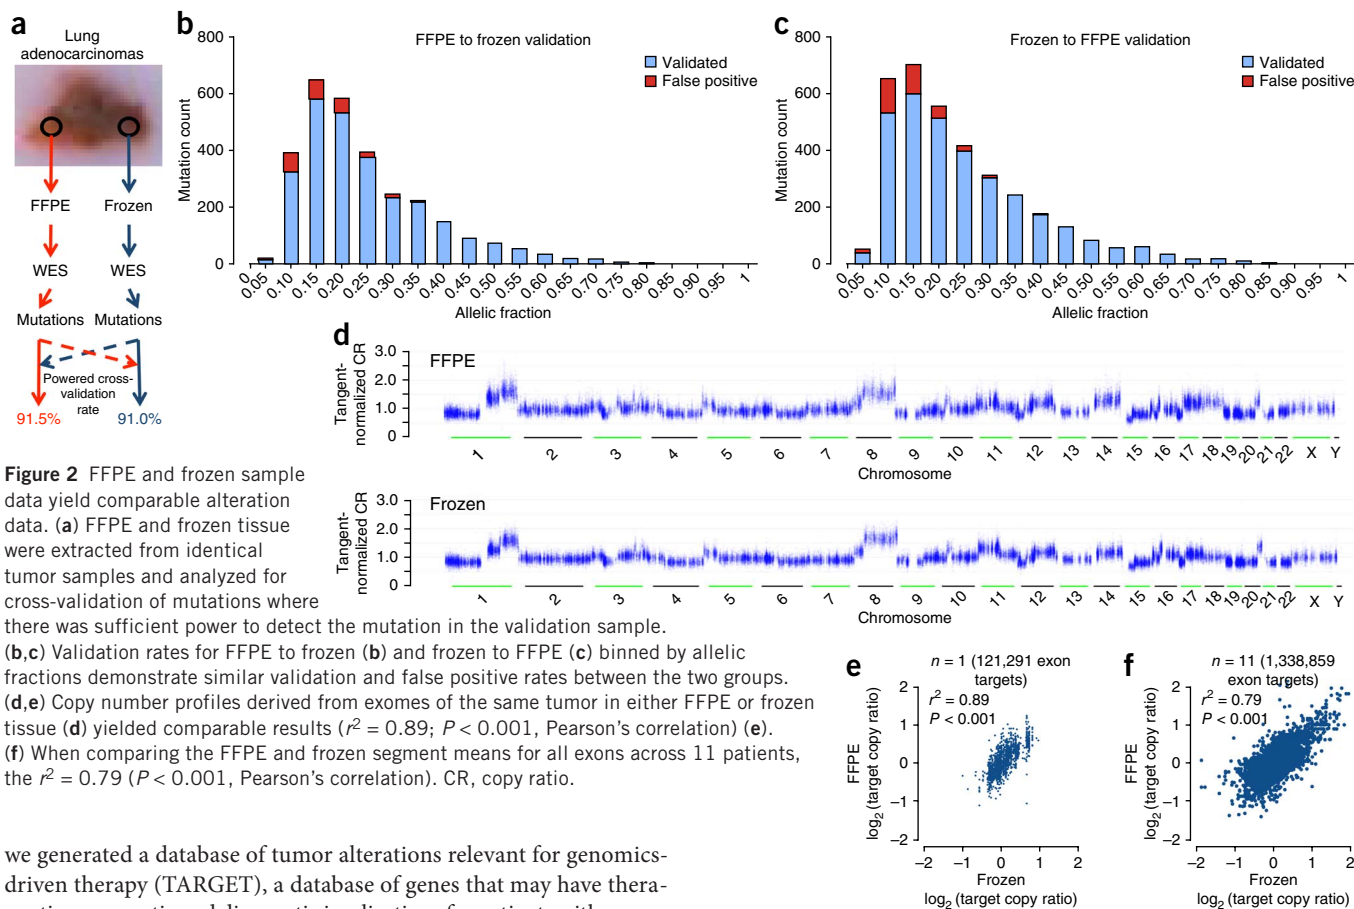 a
Lung
adenocarcinomas
FFPE
Frozen
WES
WES
Mutations
Mutations
Powered cross-
validation
rate
91.5%
91.0%
b
FFPE to frozen validation
Validated
False positive
Mutation count
800
600
400
200
0
0
0.05
0.10
0.15
0.20
0.25
0.30
0.35
0.40
0.45
0.50
0.55
0.60
0.65
0.70
0.75
0.80
0.85
0.90
0.95
1
Allelic fraction
c
Frozen to FFPE validation
Validated
False positive
Mutation count
800
600
400
200
0
0
0.05
0.10
0.15
0.20
0.25
0.30
0.35
0.40
0.45
0.50
0.55
0.60
0.65
0.70
0.75
0.80
0.85
0.90
0.95
1
Allelic fraction
d
FFPE
Tangent-
normalized CR
3.0
2.0
1.0
0
1 2 3 4 5 6 7 8 9 10 11 12 13 14 15 16 17 18 19 20 21 22 X Y
Chromosome
Frozen
Tangent-
normalized CR
3.0
2.0
1.0
0
1 2 3 4 5 6 7 8 9 10 11 12 13 14 15 16 17 18 19 20 21 22 X Y
Chromosome
e
n = 1 (121,291 exon
targets)
r² = 0.89
P < 0.001
FFPE
log₂ (target copy ratio)
2
1
0
−1
−2
−2 −1 0 1 2
Frozen
log₂ (target copy ratio)
f
n = 11 (1,338,859
exon targets)
r² = 0.79
P < 0.001
FFPE
log₂ (target copy ratio)
2
1
0
−1
−2
−2 −1 0 1 2
Frozen
log₂ (target copy ratio)
Figure 2 FFPE and frozen sample
data yield comparable alteration
data. (a) FFPE and frozen tissue
were extracted from identical
tumor samples and analyzed for
cross-validation of mutations where
there was sufficient power to detect the mutation in the validation sample.
(b,c) Validation rates for FFPE to frozen (b) and frozen to FFPE (c) binned by allelic
fractions demonstrate similar validation and false positive rates between the two groups.
(d,e) Copy number profiles derived from exomes of the same tumor in either FFPE or frozen
tissue (d) yielded comparable results (r² = 0.89; P < 0.001, Pearson's correlation) (e).
(f) When comparing the FFPE and frozen segment means for all exons across 11 patients,
the r² = 0.79 (P < 0.001, Pearson's correlation). CR, copy ratio.
we generated a database of tumor alterations relevant for genomics-
driven therapy (TARGET), a database of genes that may have thera-